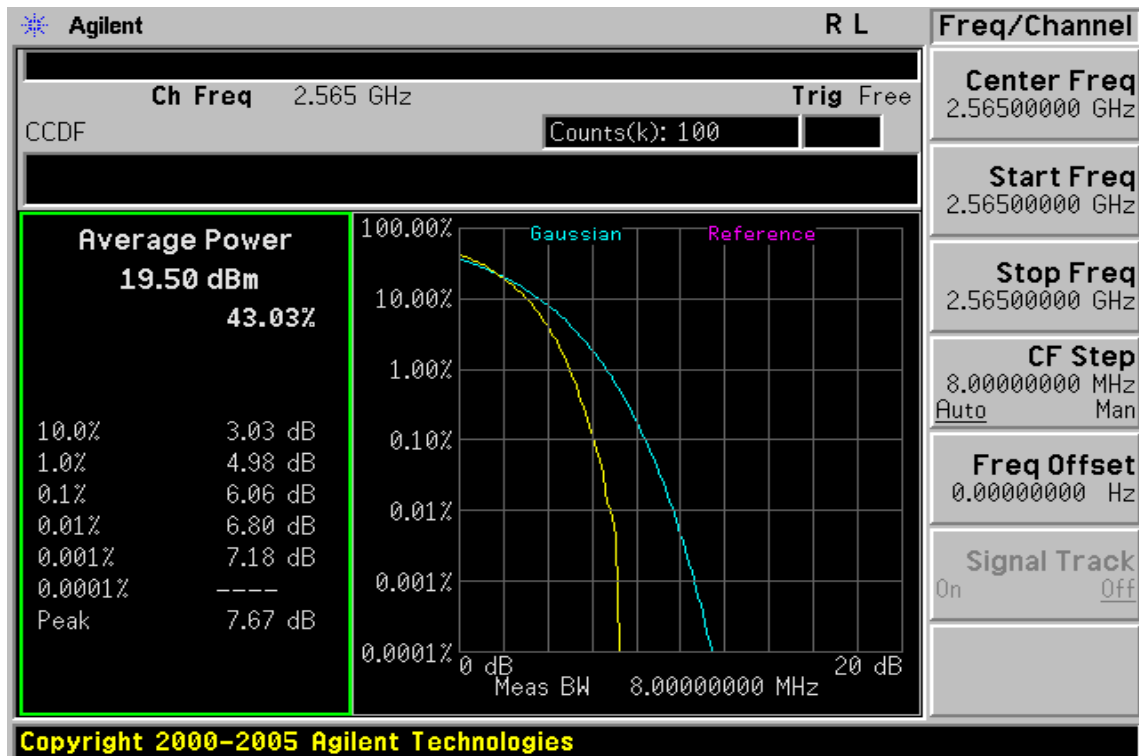 Agilent
R L
Freq/Channel
Ch Freq 2.565 GHz
Trig Free
CCDF
Counts(k): 100
Average Power
19.50 dBm
43.03%
10.0% 3.03 dB
1.0% 4.98 dB
0.1% 6.06 dB
0.01% 6.80 dB
0.001% 7.18 dB
0.0001% ----
Peak 7.67 dB
Gaussian
Reference
100.00%
10.00%
1.00%
0.10%
0.01%
0.001%
0.0001%
0 dB
20 dB
Meas BW 8.00000000 MHz
Center Freq
2.56500000 GHz
Start Freq
2.56500000 GHz
Stop Freq
2.56500000 GHz
CF Step
8.00000000 MHz
Auto Man
Freq Offset
0.00000000 Hz
Signal Track
On Off
Copyright 2000-2005 Agilent Technologies